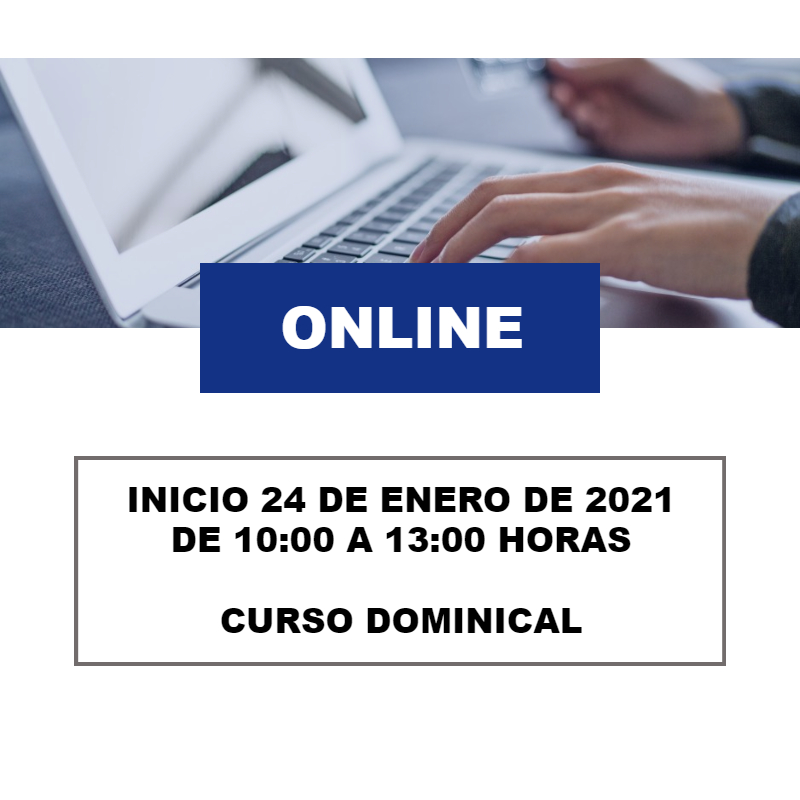 ONLINE
INICIO 24 DE ENERO DE 2021
DE 10:00 A 13:00 HORAS
CURSO DOMINICAL